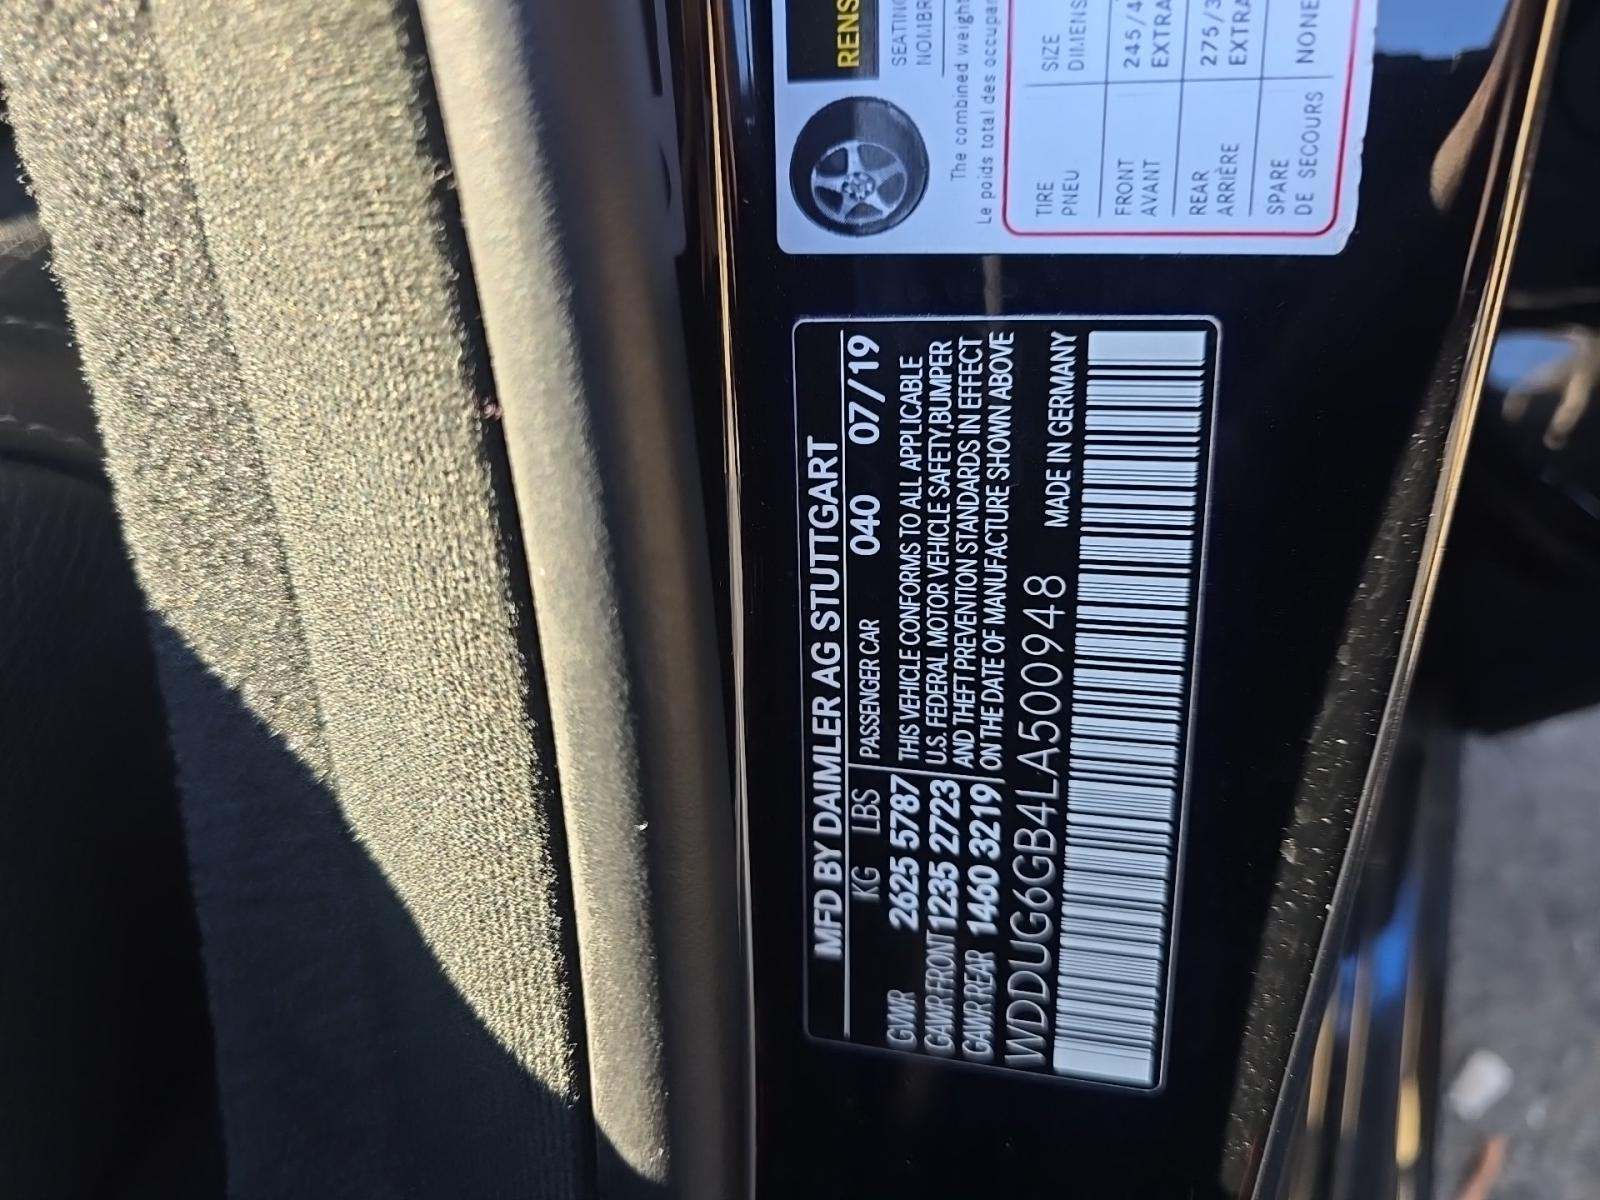 MFD BY DAIMLER AG STUTTGART
KG LBS PASSENGER CAR 040 07/19
GVWR 2625 5787 THIS VEHICLE CONFORMS TO ALL APPLICABLE
GAWR FRONT 1235 2723 U.S. FEDERAL MOTOR VEHICLE SAFETY,BUMPER
AND THEFT PREVENTION STANDARDS IN EFFECT
GAWR REAR 1460 3219 ON THE DATE OF MANUFACTURE SHOWN ABOVE
WDDUG6GB4LA500948 MADE IN GERMANY
RENS
SEATIN
NOMBR
The combined weight
Le poids total des occupa
TIRE SIZE
PNEU DIMENS
FRONT 245/4
AVANT EXTRA
REAR 275/3
ARRIÈRE EXTRA
SPARE NONE
DE SECOURS